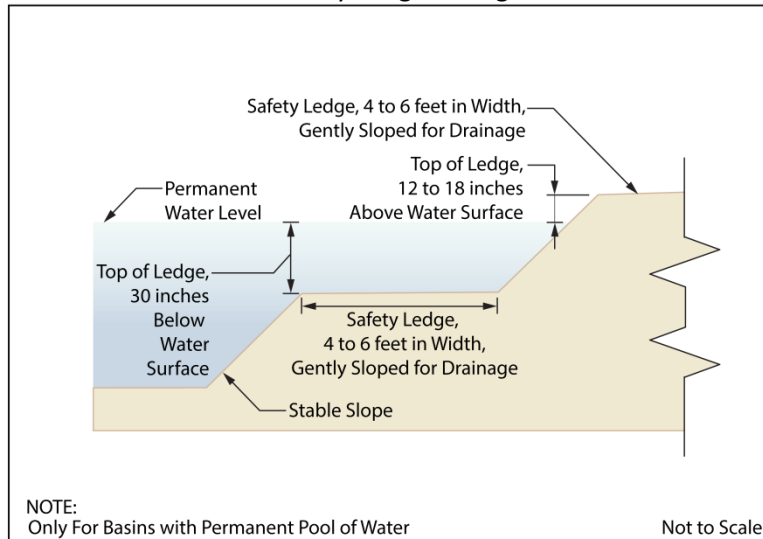 Safety Ledge, 4 to 6 feet in Width,
Gently Sloped for Drainage
Top of Ledge,
12 to 18 inches
Above Water Surface
Permanent
Water Level
Top of Ledge,
30 inches
Below
Water
Surface
Safety Ledge,
4 to 6 feet in Width,
Gently Sloped for Drainage
Stable Slope
NOTE:
Only For Basins with Permanent Pool of Water
Not to Scale